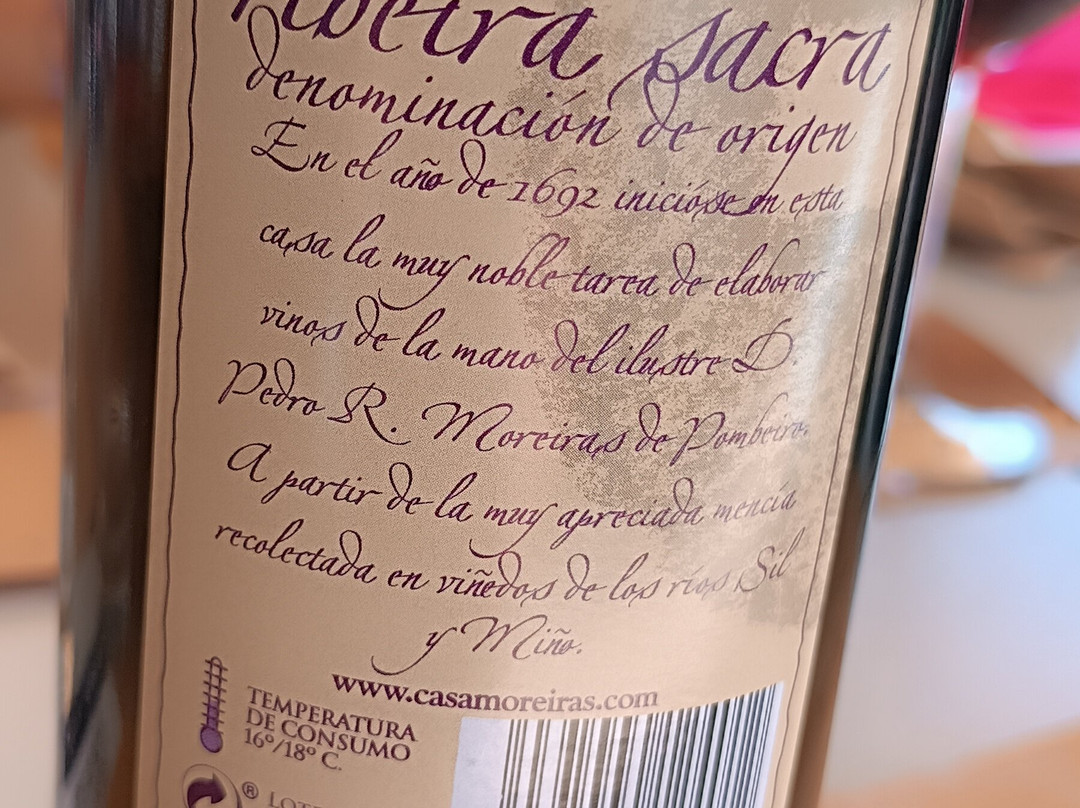 ribeira sacra
denominación de origen
En el año de 1692 inicióse en esta
casa la muy noble tarea de elaborar
vinos de la mano del ilustre D.
Pedro R. Moreiras de Pombeiro.
A partir de la muy apreciada mencía
recolectada en viñedos de los ríos Sil
y Miño.
www.casamoreiras.com
TEMPERATURA
DE CONSUMO
16º/18º C.
®